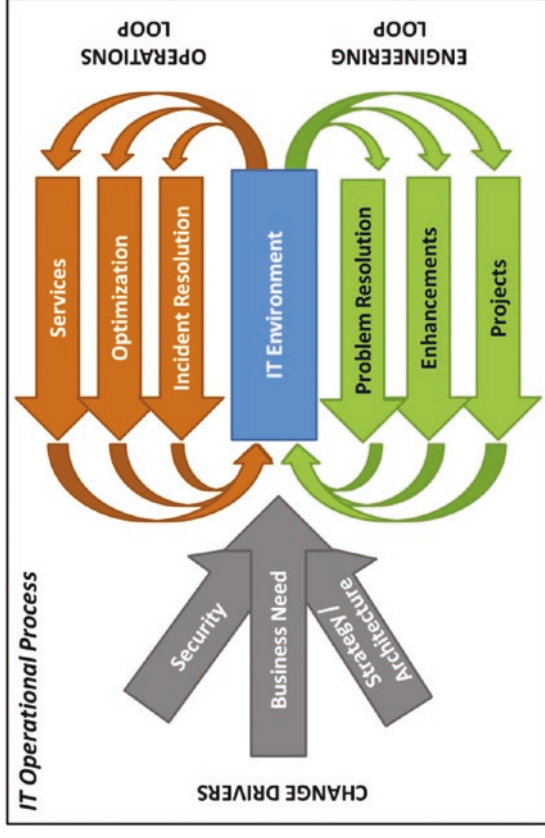 IT Operational Process
CHANGE DRIVERS
Security
Business Need
Strategy/
Architecture
Services
Optimization
Incident Resolution
IT Environment
Problem Resolution
Enhancements
Projects
OPERATIONS
LOOP
ENGINEERING
LOOP